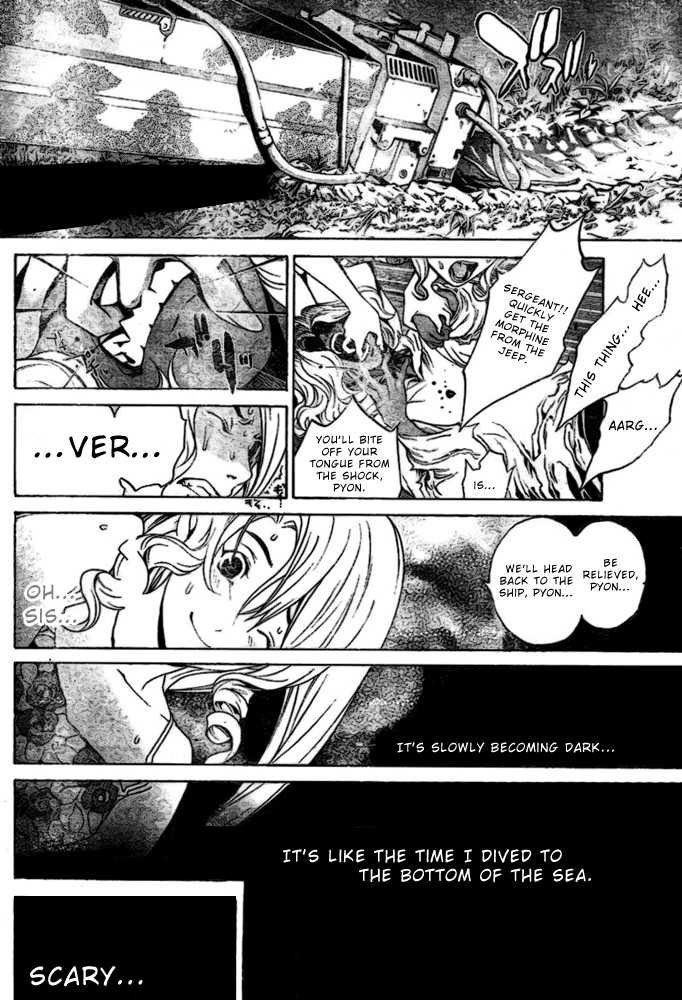 HEE...
THIS THING...
AARG...
SERGEANT!!
QUICKLY
GET THE
MORPHINE
FROM THE
JEEP.
IS...
YOU'LL BITE
OFF YOUR
TONGUE FROM
THE SHOCK,
PYON.
...VER...
BE
RELIEVED,
PYON...
WE'LL HEAD
BACK TO THE
SHIP, PYON...
OH...
SIS...
IT'S SLOWLY BECOMING DARK...
IT'S LIKE THE TIME I DIVED TO
THE BOTTOM OF THE SEA.
SCARY...